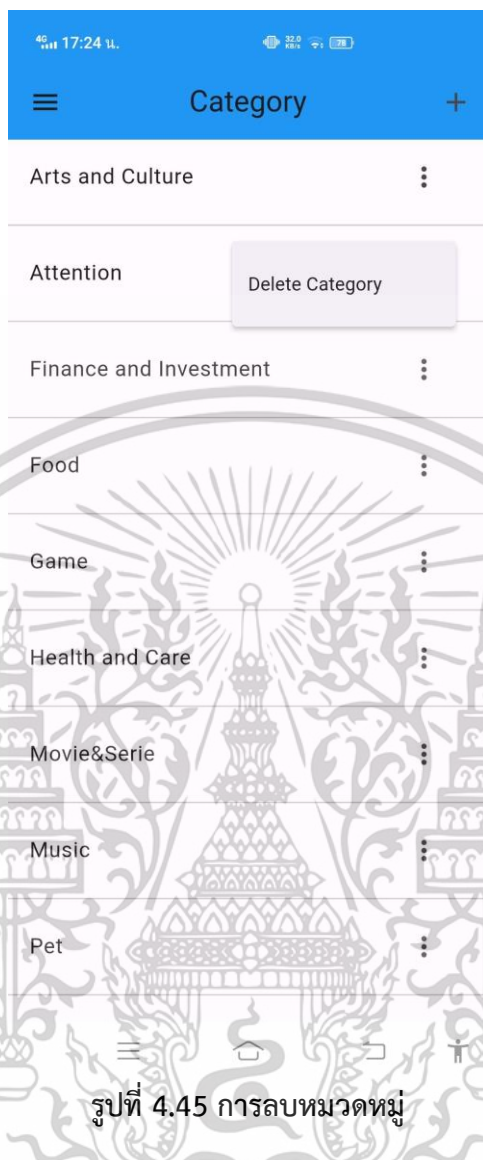 4G 17:24 น. 32.0 KB/s 78
Category
Arts and Culture
Attention
Delete Category
Finance and Investment
Food
Game
Health and Care
Movie&Serie
Music
Pet
รูปที่ 4.45 การลบหมวดหมู่